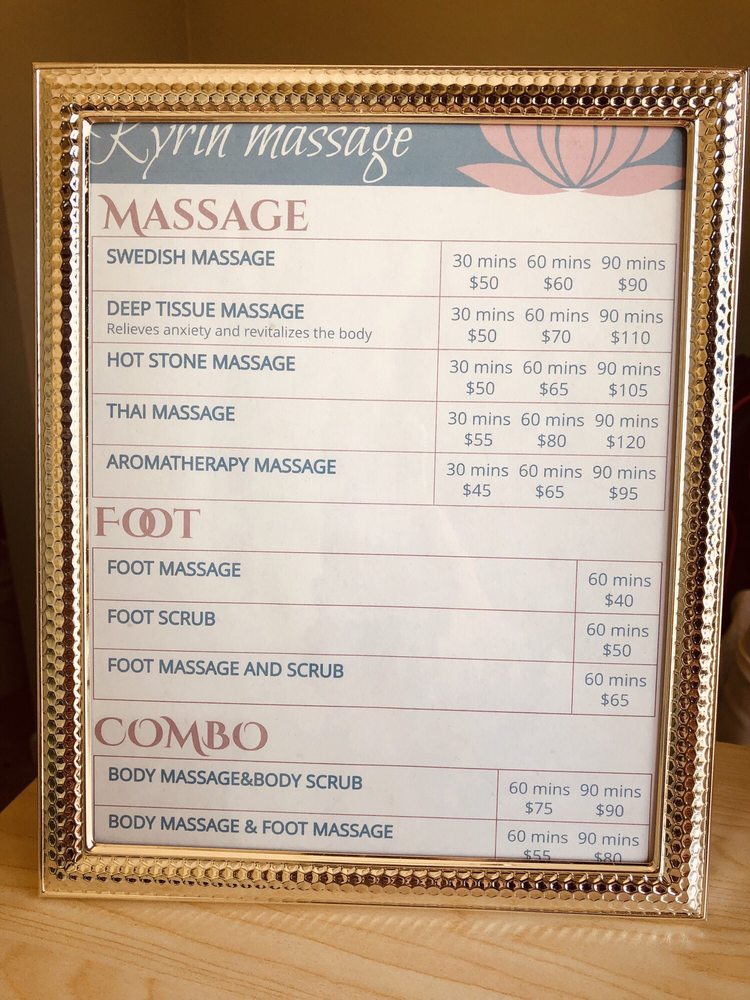 Kyrin massage
MASSAGE
SWEDISH MASSAGE
30 mins 60 mins 90 mins
$50 $60 $90
DEEP TISSUE MASSAGE
Relieves anxiety and revitalizes the body
30 mins 60 mins 90 mins
$50 $70 $110
HOT STONE MASSAGE
30 mins 60 mins 90 mins
$50 $65 $105
THAI MASSAGE
30 mins 60 mins 90 mins
$55 $80 $120
AROMATHERAPY MASSAGE
30 mins 60 mins 90 mins
$45 $65 $95
FOOT
FOOT MASSAGE
60 mins
$40
FOOT SCRUB
60 mins
$50
FOOT MASSAGE AND SCRUB
60 mins
$65
COMBO
BODY MASSAGE&BODY SCRUB
60 mins 90 mins
$75 $90
BODY MASSAGE & FOOT MASSAGE
60 mins 90 mins
$55 $80